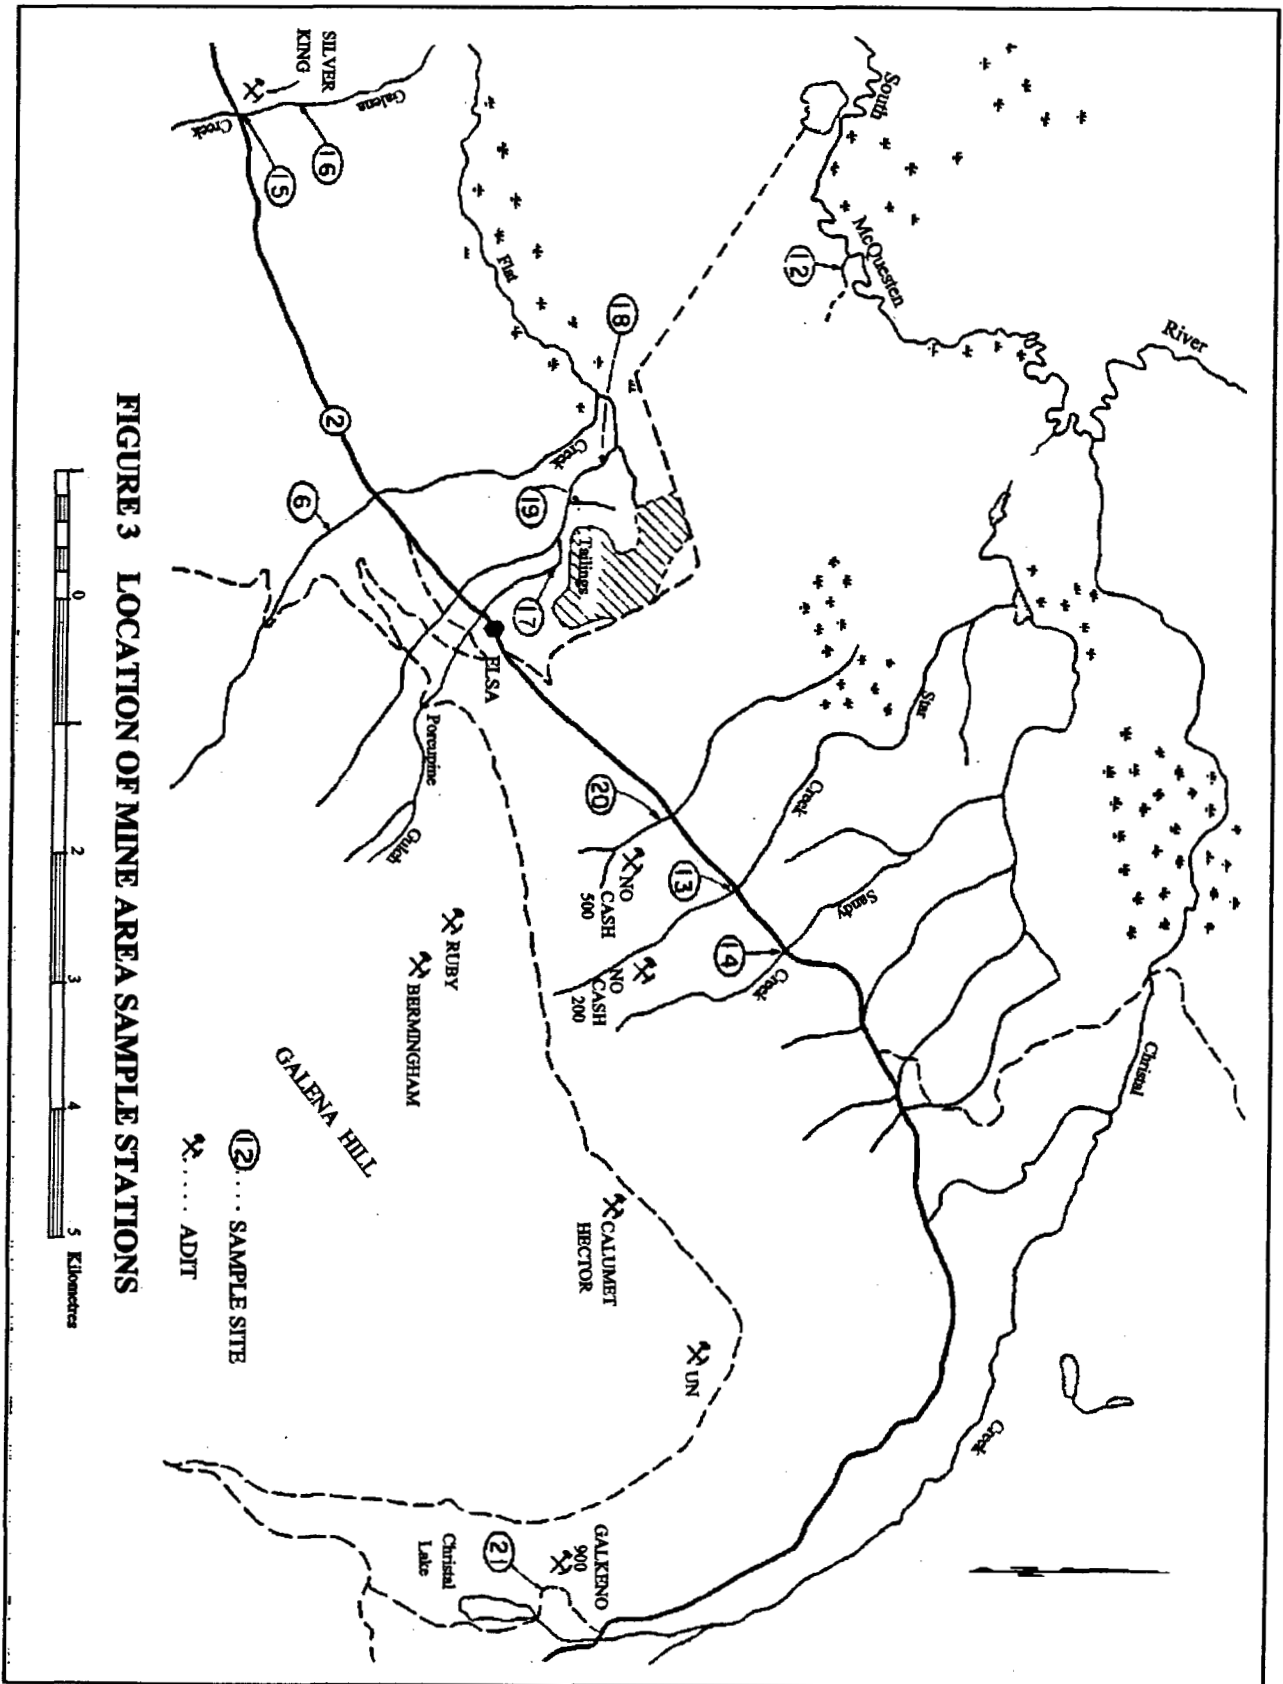 South
McQuesten
River
12
SILVER
KING
Galena
Creek
16
15
Flat
Creek
18
19
17
Tailings
2
6
ELSA
Porcupine
Gulch
Star
Creek
Sandy
Creek
20
13
14
NO
CASH
500
NO
CASH
200
RUBY
BERMINGHAM
GALENA HILL
CALUMET
HECTOR
UN
Christal
Creek
GALKENO
900
21
Christal
Lake
12 .... SAMPLE SITE
..... ADIT
FIGURE 3 LOCATION OF MINE AREA SAMPLE STATIONS
1 0 1 2 3 4 5 Kilometres